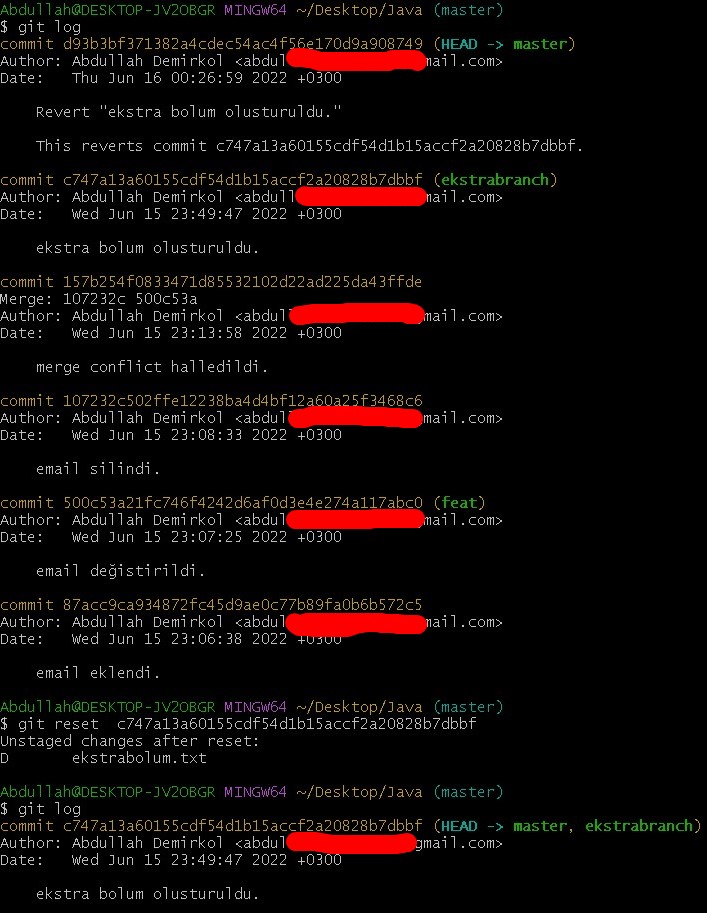 Abdullah@DESKTOP-JV2OBGR MINGW64 ~/Desktop/Java (master)
$ git log
commit d93b3bf371382a4cdec54ac4f56e170d9a908749 (HEAD -> master)
Author: Abdullah Demirkol <abdul mail.com>
Date:   Thu Jun 16 00:26:59 2022 +0300
Revert "ekstra bolum olusturuldu."
This reverts commit c747a13a60155cdf54d1b15accf2a20828b7dbbf.
commit c747a13a60155cdf54d1b15accf2a20828b7dbbf (ekstrabranch)
Author: Abdullah Demirkol <abdull mail.com>
Date:   Wed Jun 15 23:49:47 2022 +0300
ekstra bolum olusturuldu.
commit 157b254f0833471d85532102d22ad225da43ffde
Merge: 107232c 500c53a
Author: Abdullah Demirkol <abdul mail.com>
Date:   Wed Jun 15 23:13:58 2022 +0300
merge conflict halledildi.
commit 107232c502ffe12238ba4d4bf12a60a25f3468c6
Author: Abdullah Demirkol <abdul mail.com>
Date:   Wed Jun 15 23:08:33 2022 +0300
email silindi.
commit 500c53a21fc746f4242d6af0d3e4e274a117abc0 (feat)
Author: Abdullah Demirkol <abdul mail.com>
Date:   Wed Jun 15 23:07:25 2022 +0300
email değistirildi.
commit 87acc9ca934872fc45d9ae0c77b89fa0b6b572c5
Author: Abdullah Demirkol <abdul mail.com>
Date:   Wed Jun 15 23:06:38 2022 +0300
email eklendi.
Abdullah@DESKTOP-JV2OBGR MINGW64 ~/Desktop/Java (master)
$ git reset  c747a13a60155cdf54d1b15accf2a20828b7dbbf
Unstaged changes after reset:
D       ekstrabolum.txt
Abdullah@DESKTOP-JV2OBGR MINGW64 ~/Desktop/Java (master)
$ git log
commit c747a13a60155cdf54d1b15accf2a20828b7dbbf (HEAD -> master, ekstrabranch)
Author: Abdullah Demirkol <abdul gmail.com>
Date:   Wed Jun 15 23:49:47 2022 +0300
ekstra bolum olusturuldu.